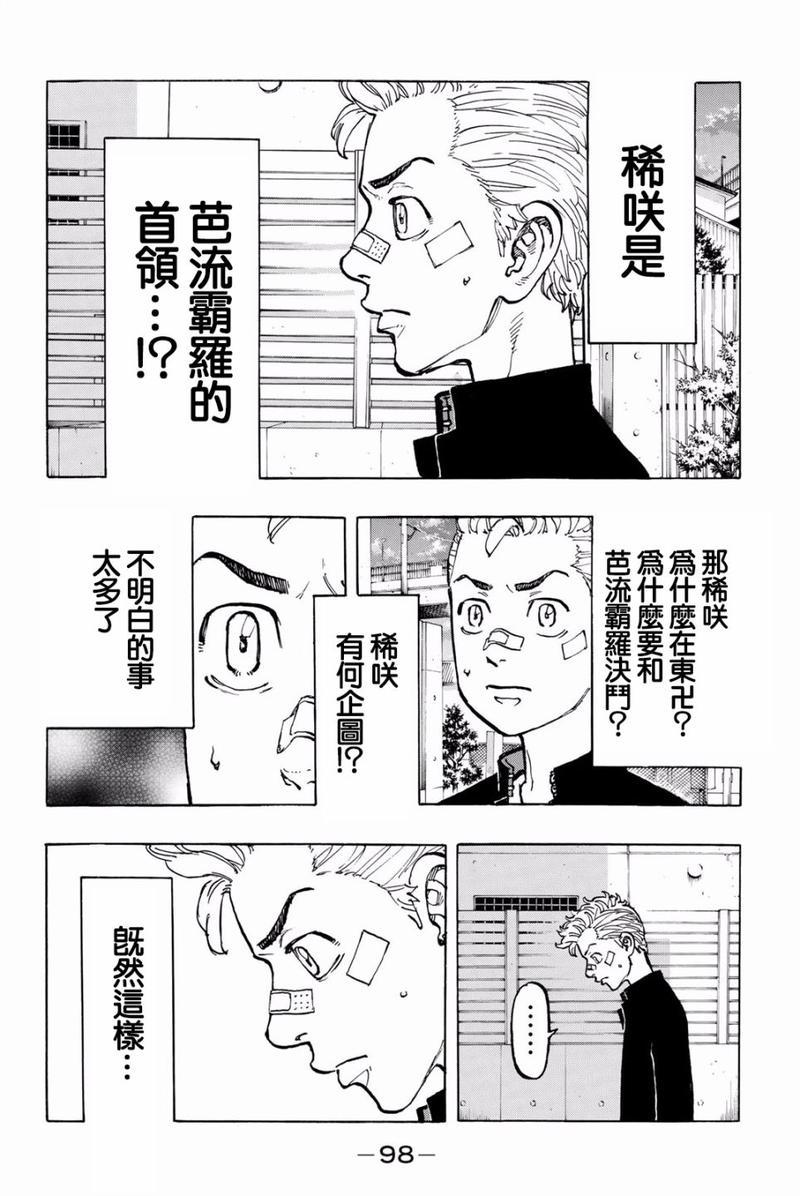 稀咲是
芭流霸羅的
首領…!?
那稀咲
為什麼在東卍?
為什麼要和
芭流霸羅決鬥?
稀咲
有何企圖!?
不明白的事
太多了
……
既然這樣…
－98－